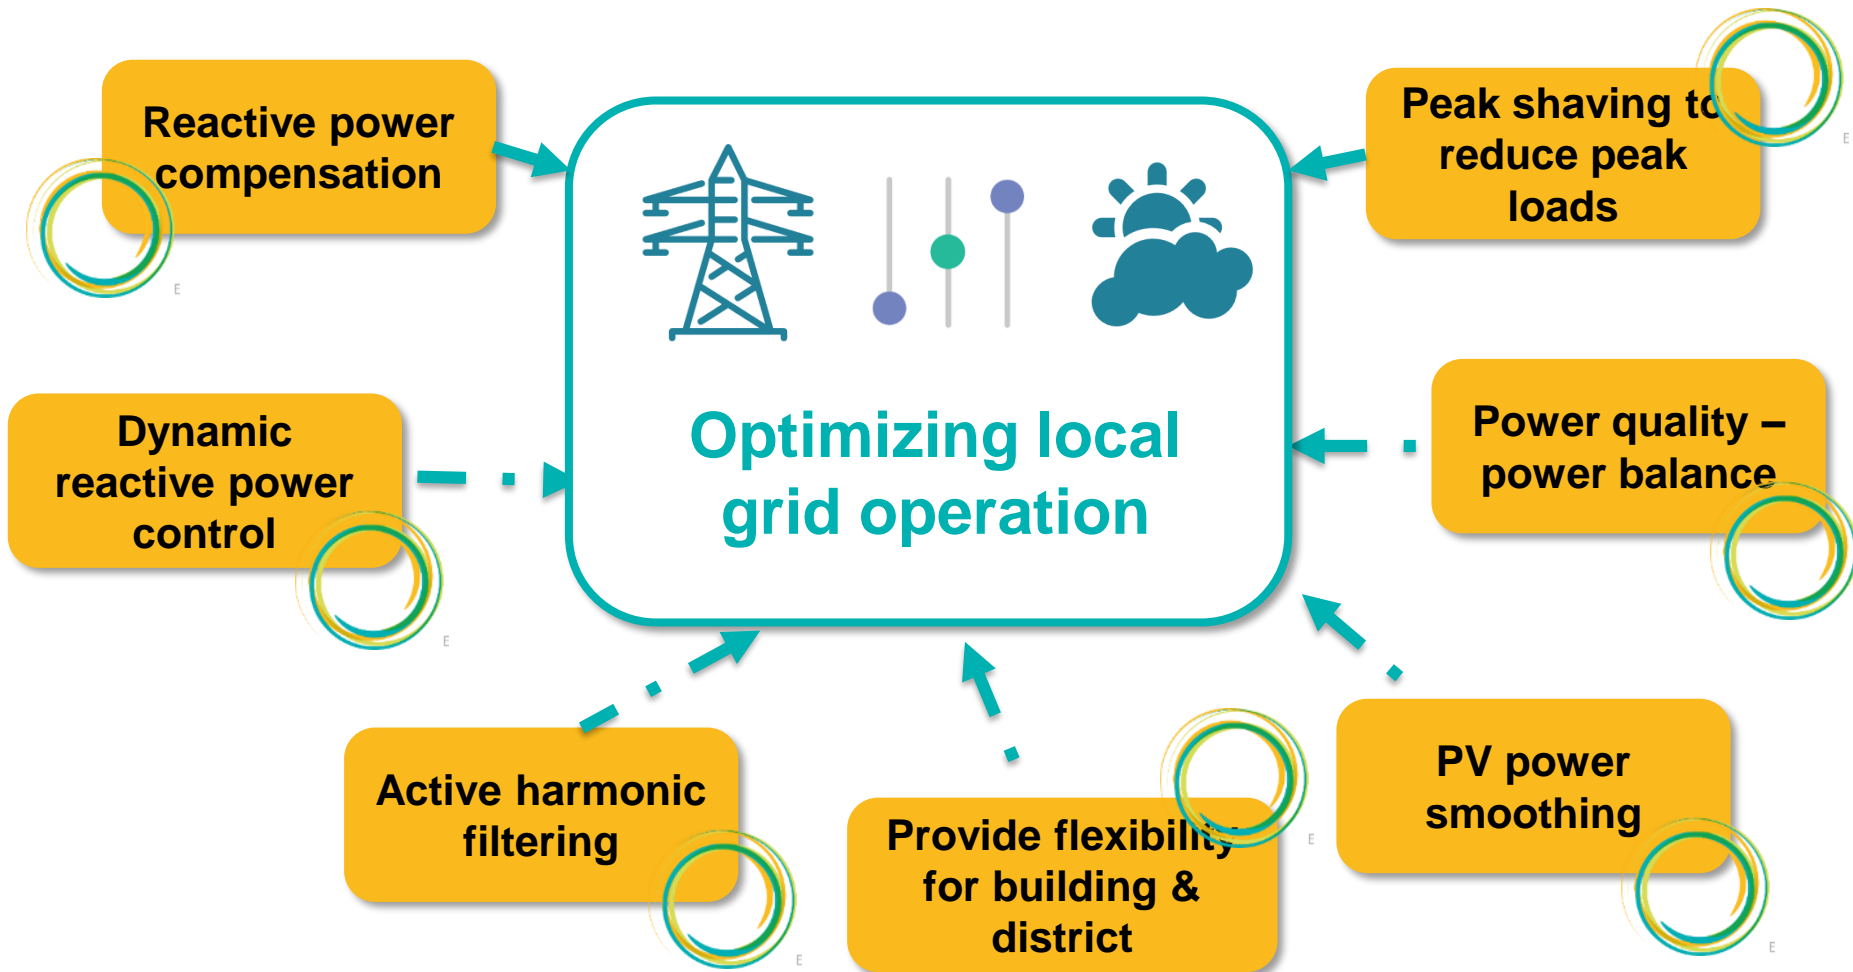 Reactive power
compensation
E
Peak shaving to
reduce peak
loads
E
Optimizing local
grid operation
Dynamic
reactive power
control
E
Power quality –
power balance
Active harmonic
filtering
E
Provide flexibility
for building &
district
E
PV power
smoothing
E